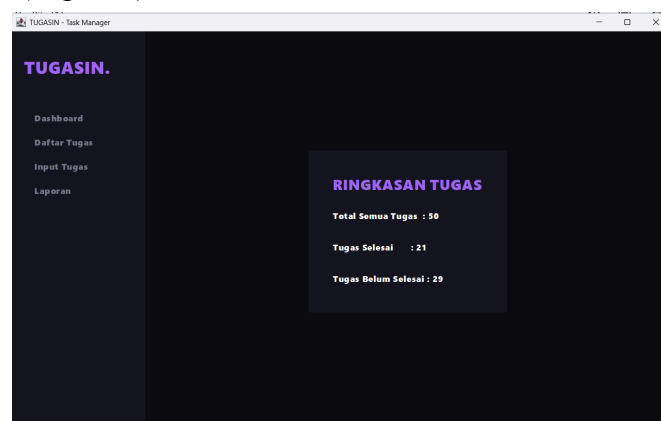 TUGASIN - Task Manager
TUGASIN.
Dashboard
Daftar Tugas
Input Tugas
Laporan
RINGKASAN TUGAS
Total Semua Tugas : 50
Tugas Selesai : 21
Tugas Belum Selesai : 29